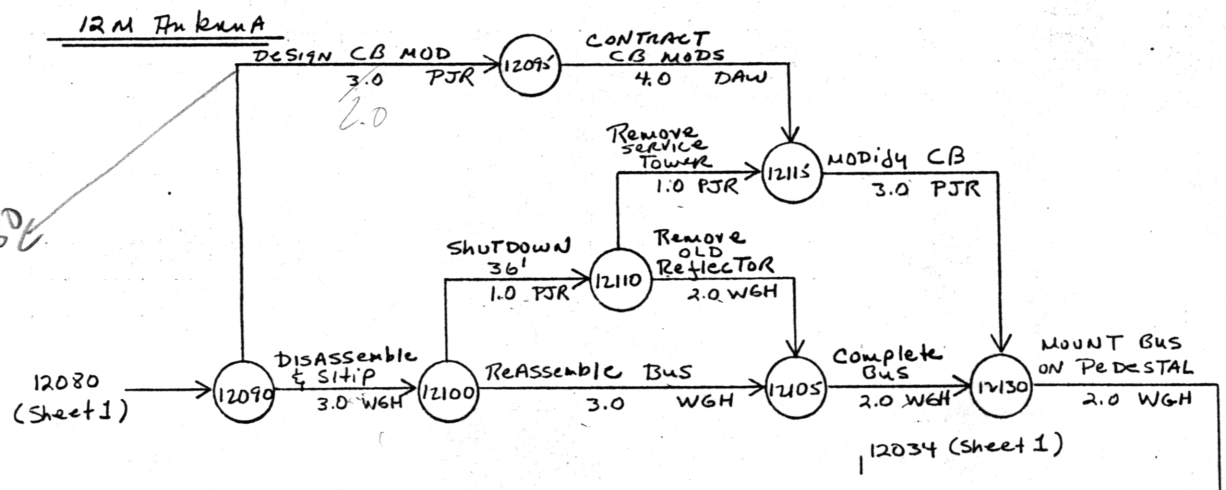 12M Antenna
DESIGN CB MOD
3.0 PJR
2.0
12095
CONTRACT
CB MODS
4.0 DAW
Remove
SERVICE
TOWER
1.0 PJR
12115
MODIfy CB
3.0 PJR
SHUTDOWN
36'
1.0 PJR
12110
Remove
OLD
ReflecTOR
2.0 WGH
12080
(Sheet 1)
12090
DISASSemble
& SHip
3.0 WGH
12100
ReAssemble BUS
3.0 WGH
12105
Complete
BUS
2.0 WGH
12130
MOUNT BUS
ON PeDESTAL
2.0 WGH
12034 (Sheet 1)